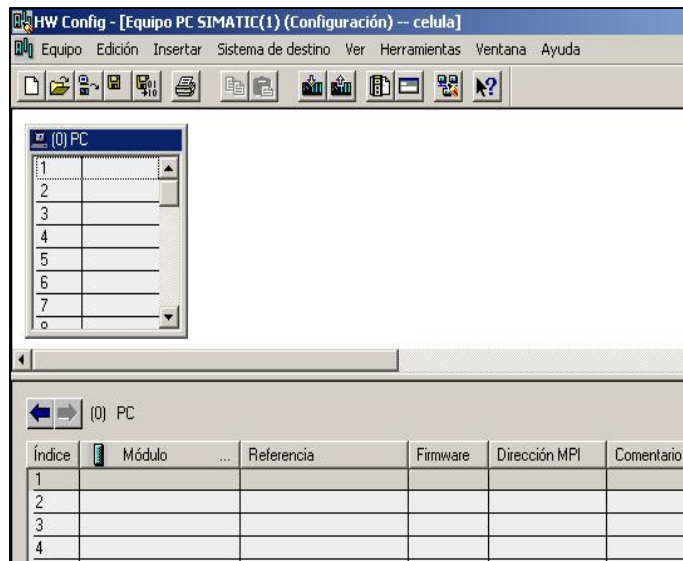 HW Config - [Equipo PC SIMATIC(1) (Configuración) -- celula]
Equipo Edición Insertar Sistema de destino Ver Herramientas Ventana Ayuda
(0) PC
1
2
3
4
5
6
7
(0) PC
Índice Módulo ... Referencia Firmware Dirección MPI Comentario
1
2
3
4